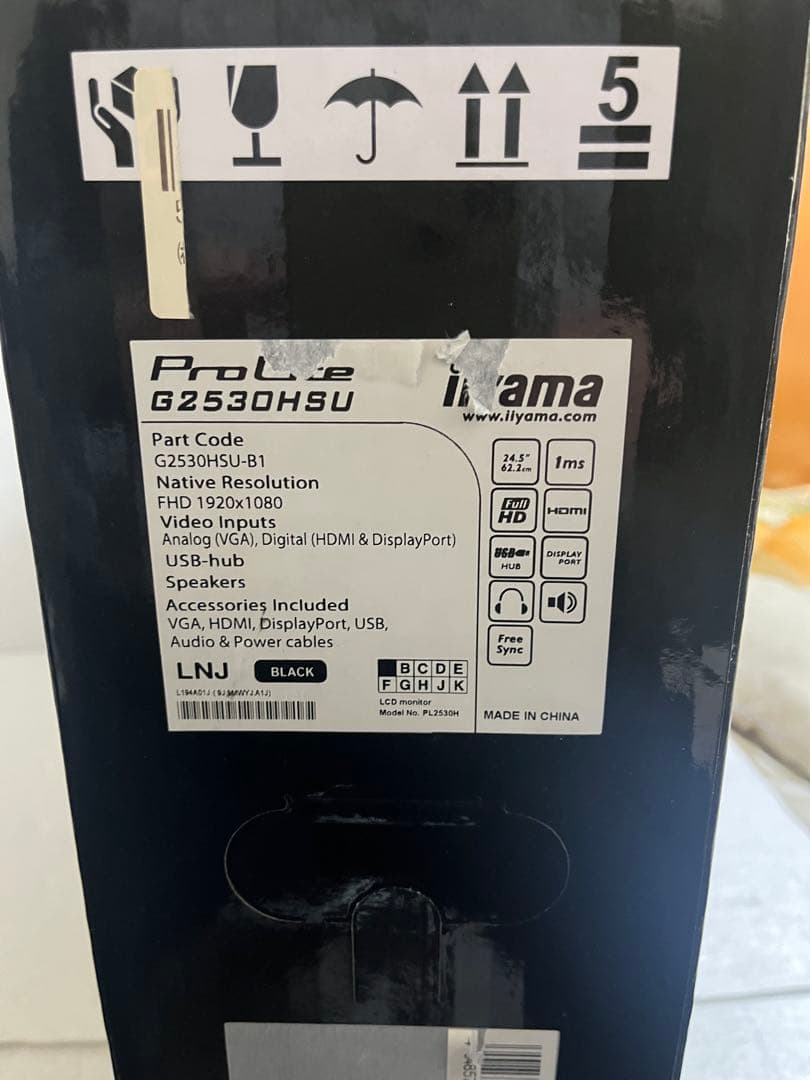 5
ProLite
G2530HSU
iiyama
www.iiyama.com
Part Code
G2530HSU-B1
Native Resolution
FHD 1920x1080
Video Inputs
Analog (VGA), Digital (HDMI & DisplayPort)
USB-hub
Speakers
Accessories Included
VGA, HDMI, DisplayPort, USB,
Audio & Power cables
LNJ BLACK
B C D E
F G H J K
LCD monitor
Model No. PL2530H
24.5"
62.2cm
1ms
Full
HD
HDMI
USB
HUB
DISPLAY
PORT
Free
Sync
MADE IN CHINA